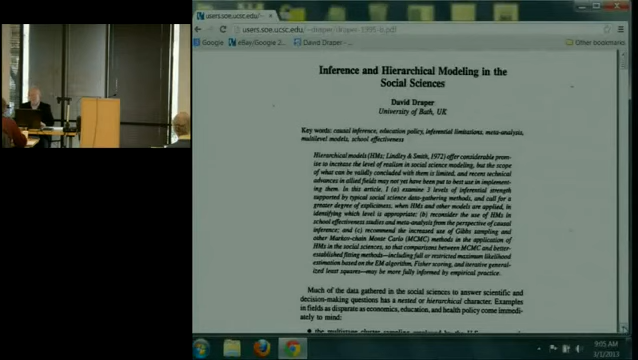 users.soe.ucsc.edu/~
users.soe.ucsc.edu/~draper/draper-1995-
Google
eBay/Google 2...
David Draper-...
Other bookmarks
Inference and Hierarchical Modeling in the
Social Sciences
David Draper
University of Bath, UK
Key words: causal inference, education policy, inferential limitations, meta-analysis,
multilevel models, school effectiveness
Hierarchical models (HMs; Lindley & Smith, 1972) offer considerable prom-
ise to increase the level of realism in social science modeling, but the scope
of what can be validly concluded with them is limited, and recent technical
advances in allied fields may not yet have been put to best use in implement-
ing them. In this article, I (a) examine 3 levels of inferential strength
supported by typical social science data-gathering methods, and call for a
greater degree of explicitness, when HMs and other models are applied, in
identifying which level is appropriate; (b) reconsider the use of HMs in
school effectiveness studies and meta-analysis from the perspective of causal
inference; and (c) recommend the increased use of Gibbs sampling and
other Markov-chain Monte Carlo (MCMC) methods in the application of
HMs in the social sciences, so that comparisons between MCMC and better-
established fitting methods—including full or restricted maximum likelihood
estimation based on the EM algorithm, Fisher scoring, and iterative general-
ized least squares—may be more fully informed by empirical practice.
Much of the data gathered in the social sciences to answer scientific and
decision-making questions has a nested or hierarchical character. Examples
in fields as disparate as economics, education, and health policy come immedi-
ately to mind:
9:05 AM
3/1/2013